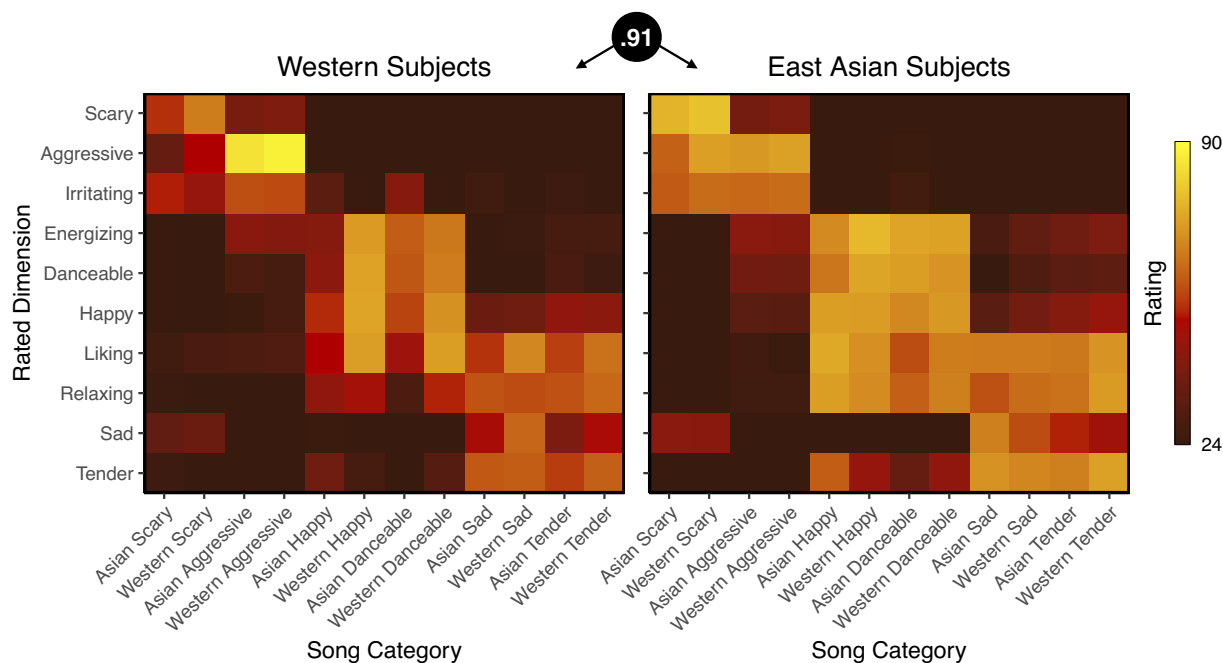 .91
Western Subjects
East Asian Subjects
Rated Dimension
Scary
Aggressive
Irritating
Energizing
Danceable
Happy
Liking
Relaxing
Sad
Tender
Asian Scary
Western Scary
Asian Aggressive
Western Aggressive
Asian Happy
Western Happy
Asian Danceable
Western Danceable
Asian Sad
Western Sad
Asian Tender
Western Tender
Song Category
Asian Scary
Western Scary
Asian Aggressive
Western Aggressive
Asian Happy
Western Happy
Asian Danceable
Western Danceable
Asian Sad
Western Sad
Asian Tender
Western Tender
Song Category
Rating
90
24